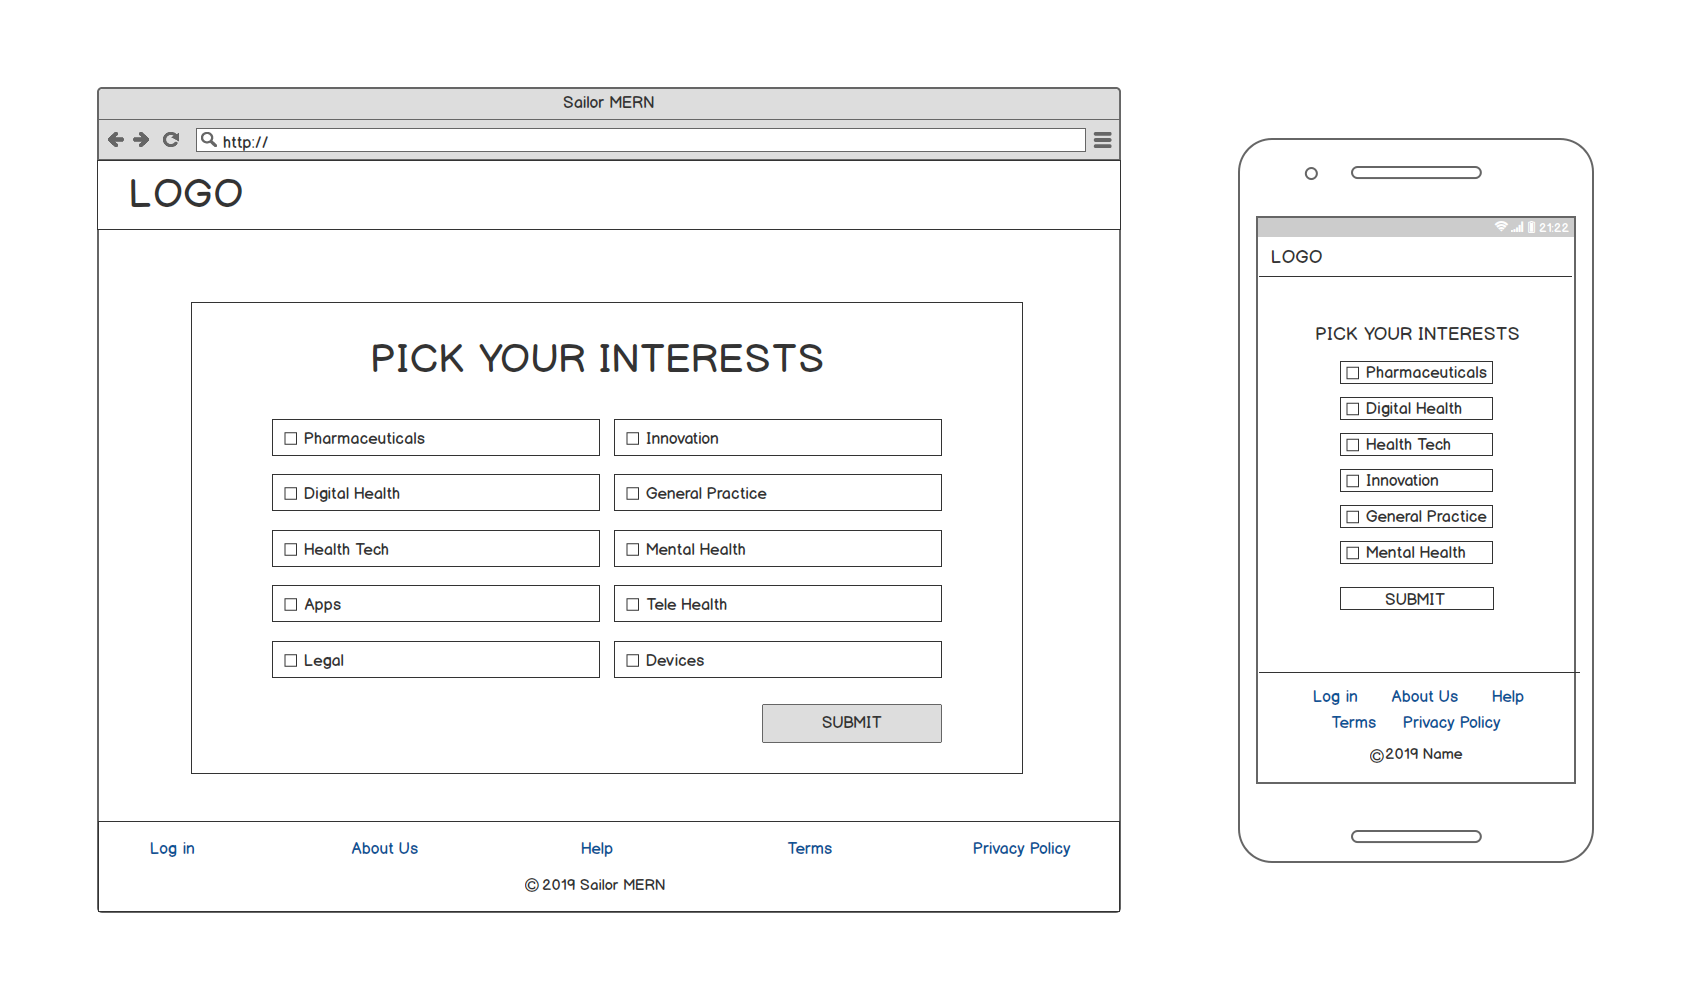 Sailor MERN
http://
LOGO
PICK YOUR INTERESTS
Pharmaceuticals
Innovation
Digital Health
General Practice
Health Tech
Mental Health
Apps
Tele Health
Legal
Devices
SUBMIT
Log in About Us Help Terms Privacy Policy
© 2019 Sailor MERN
21:22
LOGO
PICK YOUR INTERESTS
Pharmaceuticals
Digital Health
Health Tech
Innovation
General Practice
Mental Health
SUBMIT
Log in About Us Help
Terms Privacy Policy
©2019 Name